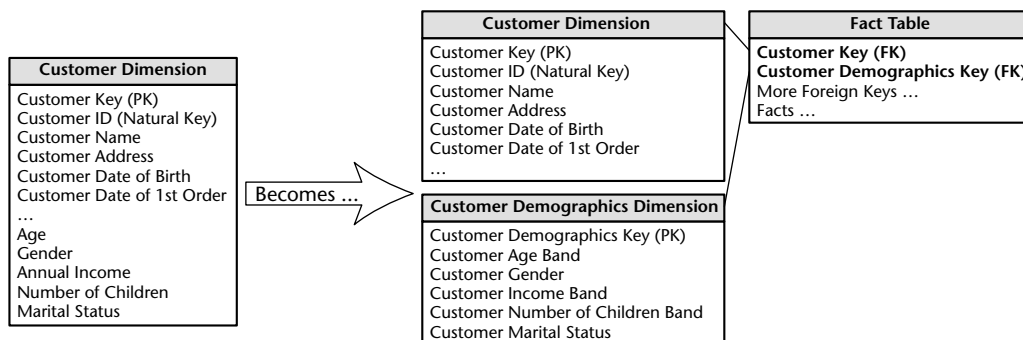 Customer Dimension
Customer Key (PK)
Customer ID (Natural Key)
Customer Name
Customer Address
Customer Date of Birth
Customer Date of 1st Order
…
Age
Gender
Annual Income
Number of Children
Marital Status
Becomes …
Customer Dimension
Customer Key (PK)
Customer ID (Natural Key)
Customer Name
Customer Address
Customer Date of Birth
Customer Date of 1st Order
…
Customer Demographics Dimension
Customer Demographics Key (PK)
Customer Age Band
Customer Gender
Customer Income Band
Customer Number of Children Band
Customer Marital Status
Fact Table
Customer Key (FK)
Customer Demographics Key (FK)
More Foreign Keys …
Facts …